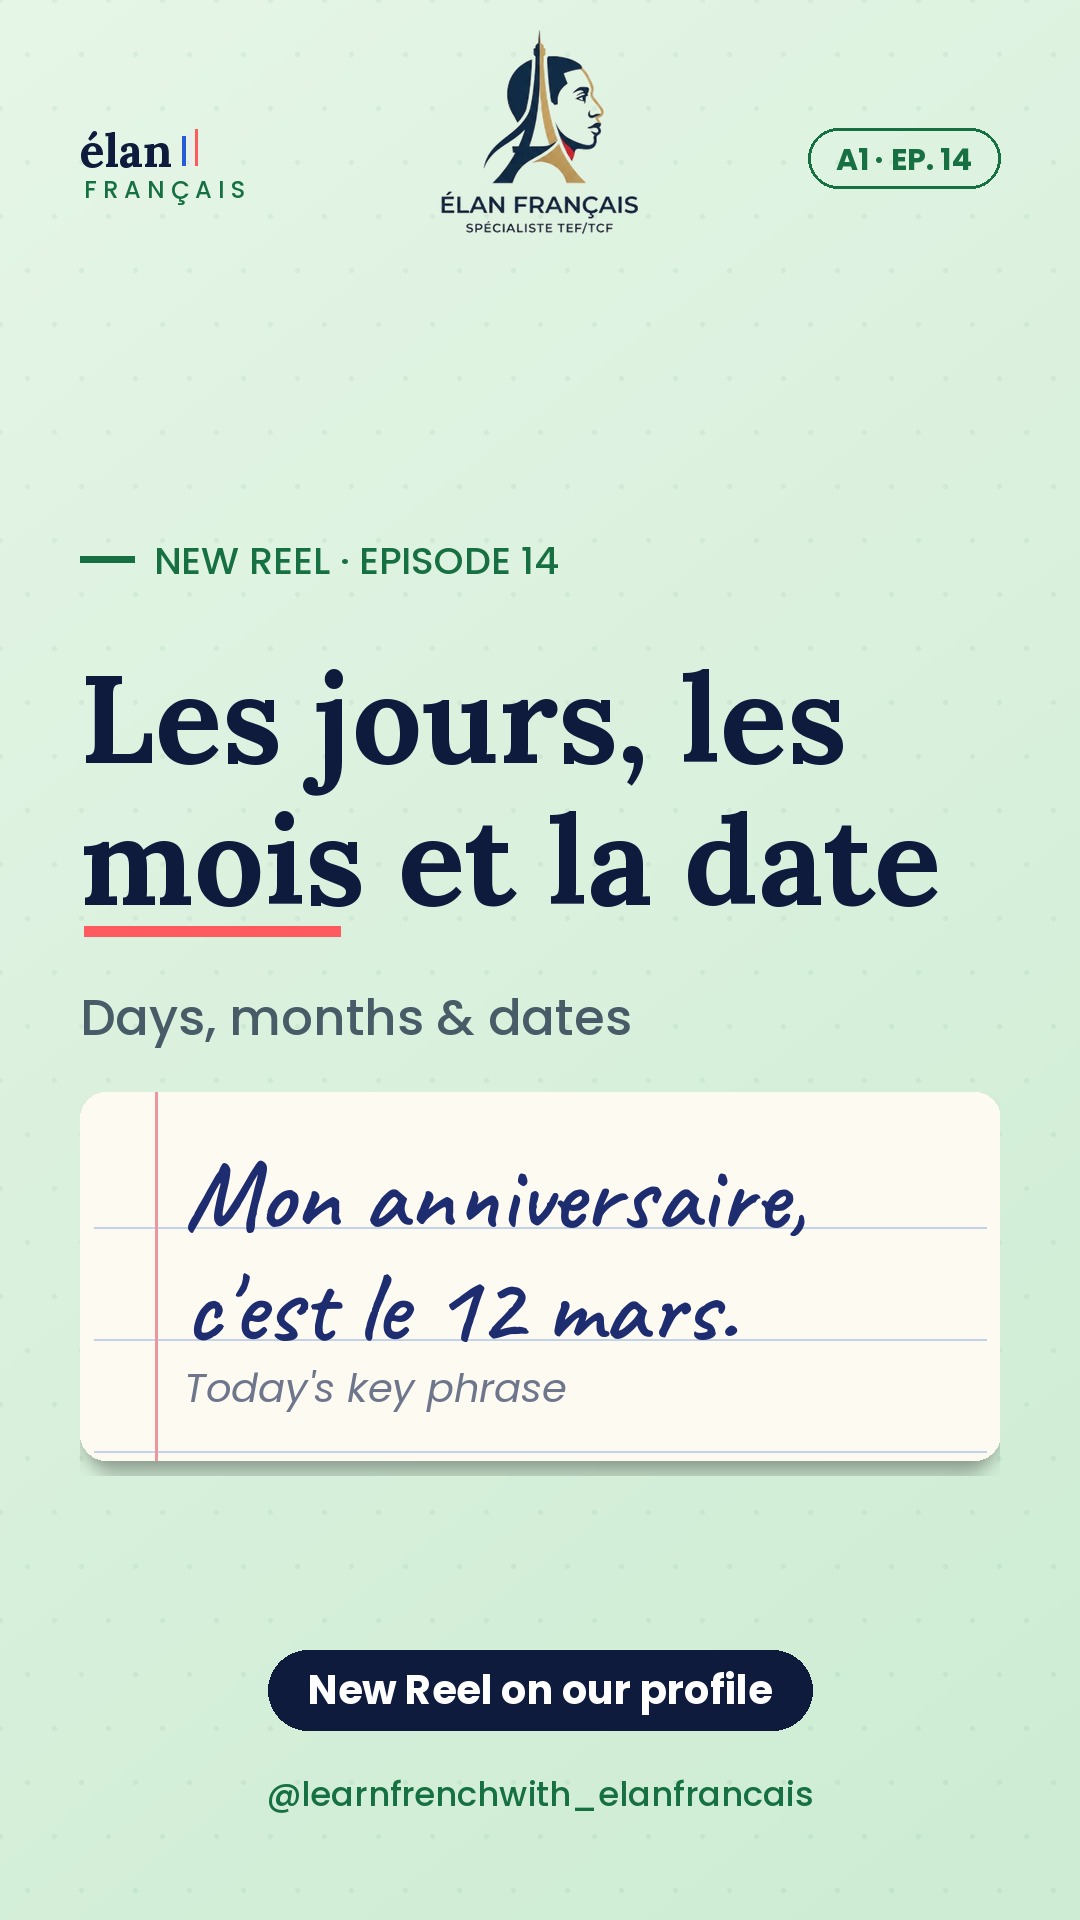 élan
FRANÇAIS
ÉLAN FRANÇAIS
SPÉCIALISTE TEF/TCF
A1 · EP. 14
NEW REEL · EPISODE 14
Les jours, les
mois et la date
Days, months & dates
Mon anniversaire,
c'est le 12 mars.
Today's key phrase
New Reel on our profile
@learnfrenchwith_elanfrancais